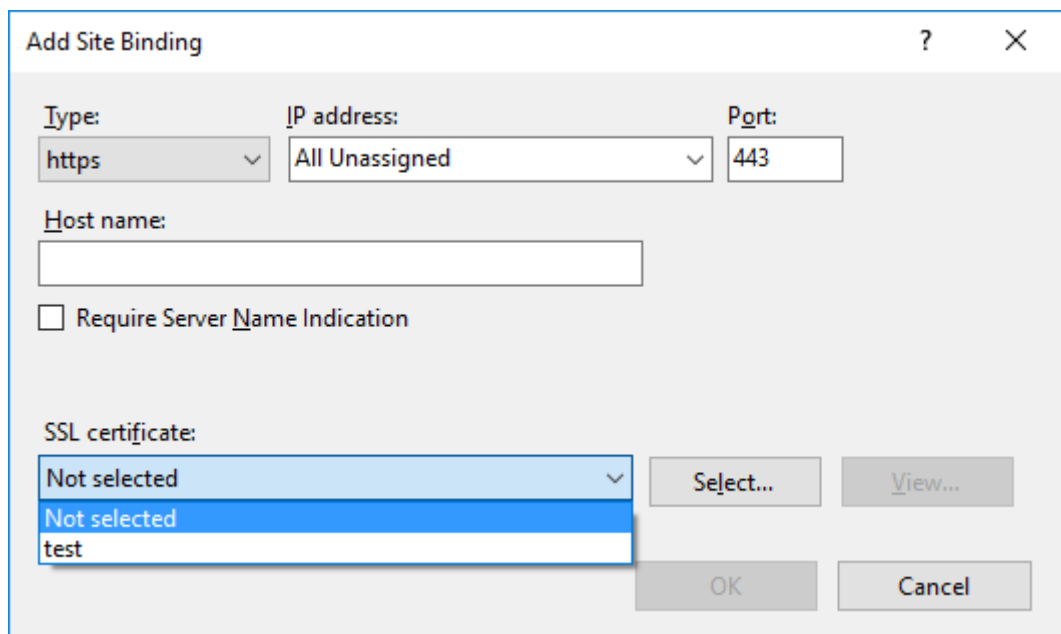 Add Site Binding ?
Type: IP address: Port:
https All Unassigned 443
Host name:
Require Server Name Indication
SSL certificate:
Not selected Select... View...
Not selected
test
OK Cancel